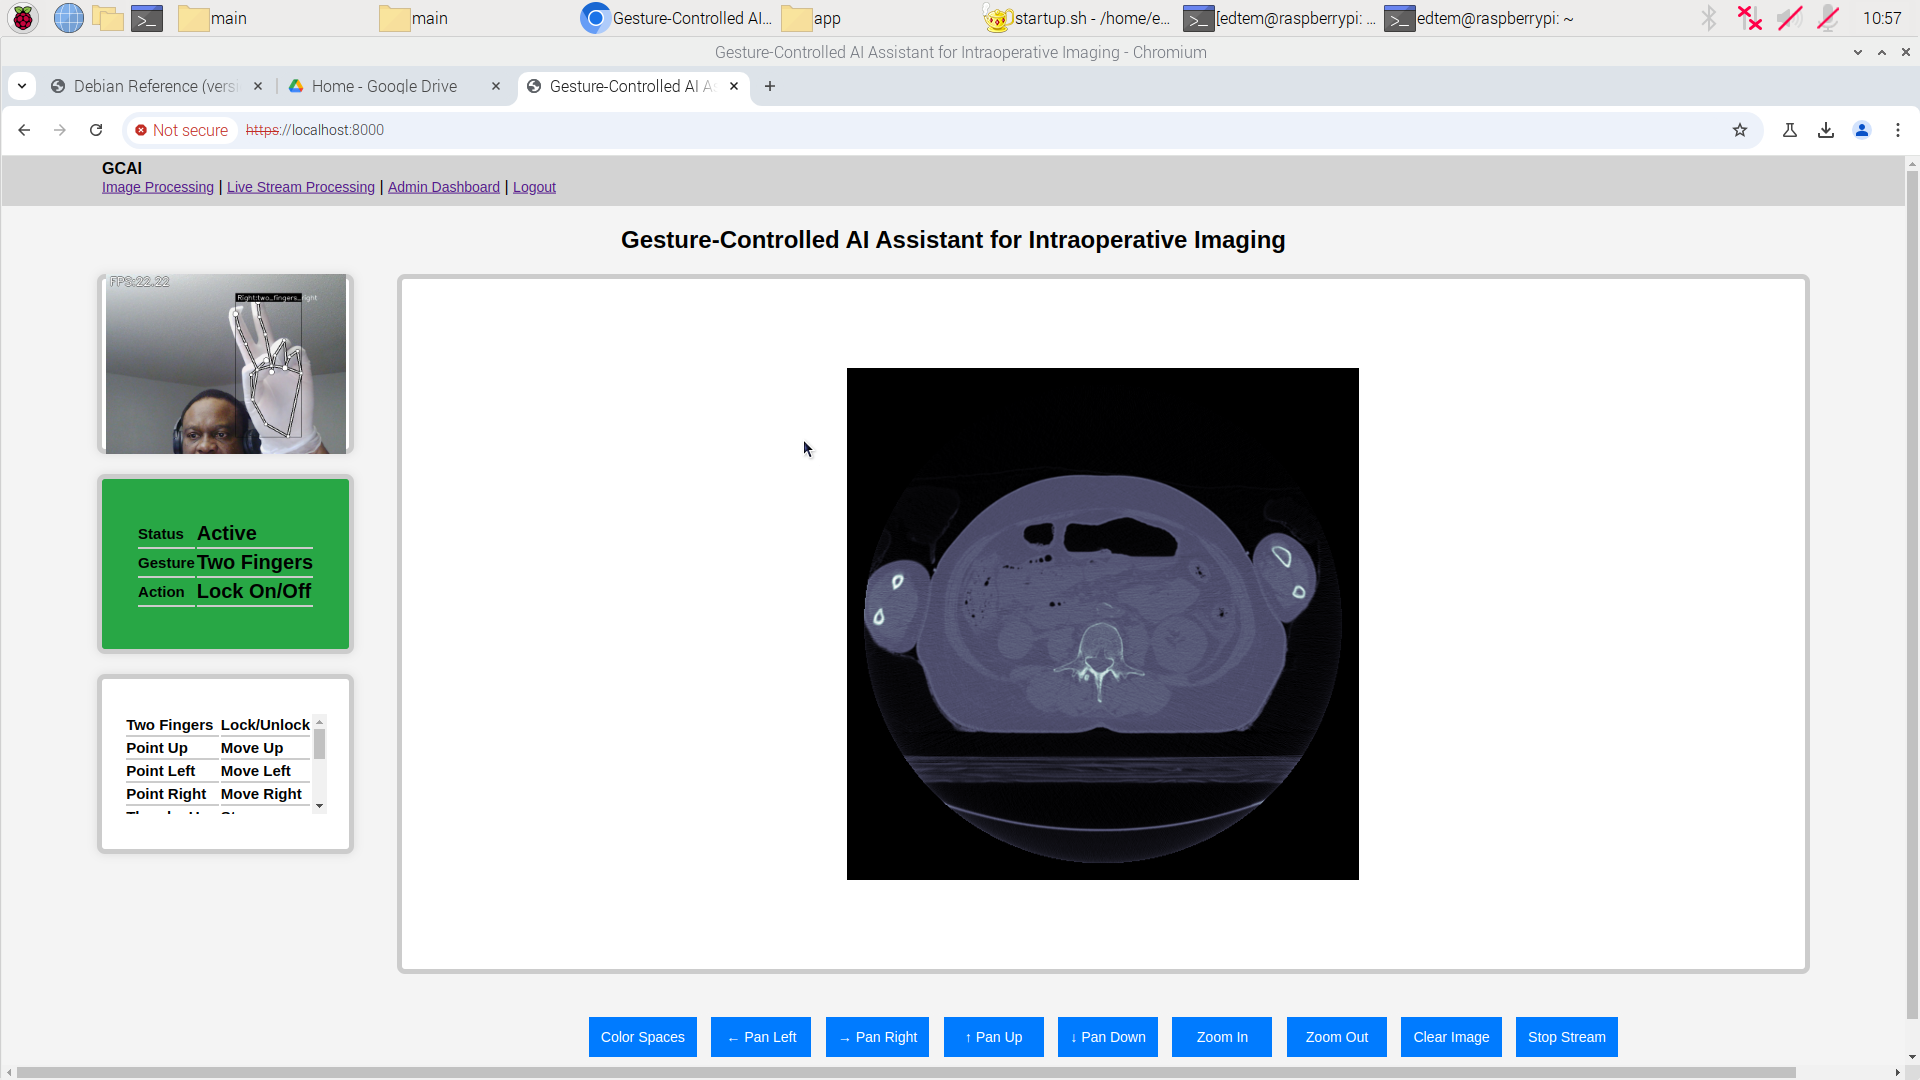 main
main
Gesture-Controlled AI...
app
startup.sh - /home/e...
[edtem@raspberrypi: ...
edtem@raspberrypi: ~
10:57
Gesture-Controlled AI Assistant for Intraoperative Imaging - Chromium
Debian Reference (vers
Home - Google Drive
Gesture-Controlled AI As
Not secure
https://localhost:8000
GCAI
Image Processing | Live Stream Processing | Admin Dashboard | Logout
Gesture-Controlled AI Assistant for Intraoperative Imaging
FPS:22.22
Right:two_fingers_right
Status Active
Gesture Two Fingers
Action Lock On/Off
Two Fingers Lock/Unlock
Point Up Move Up
Point Left Move Left
Point Right Move Right
Color Spaces
← Pan Left
→ Pan Right
↑ Pan Up
↓ Pan Down
Zoom In
Zoom Out
Clear Image
Stop Stream